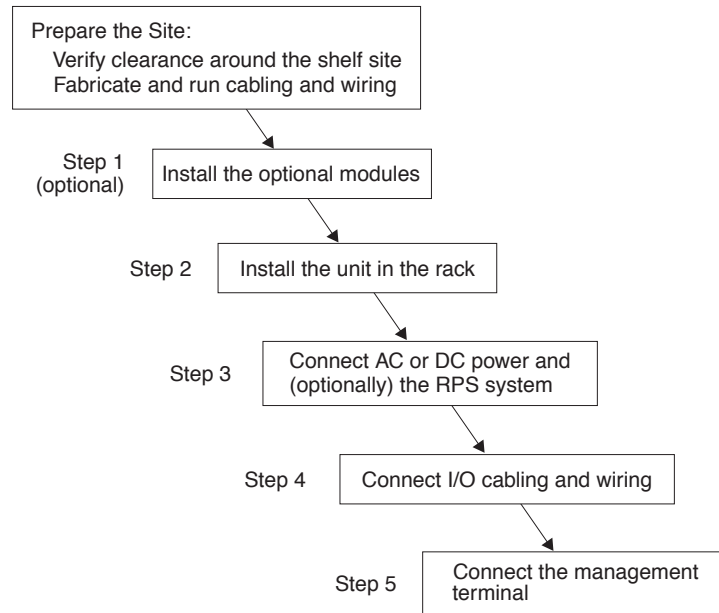 Prepare the Site:
Verify clearance around the shelf site
Fabricate and run cabling and wiring
Step 1
(optional)
Install the optional modules
Step 2
Install the unit in the rack
Step 3
Connect AC or DC power and
(optionally) the RPS system
Step 4
Connect I/O cabling and wiring
Step 5
Connect the management
terminal